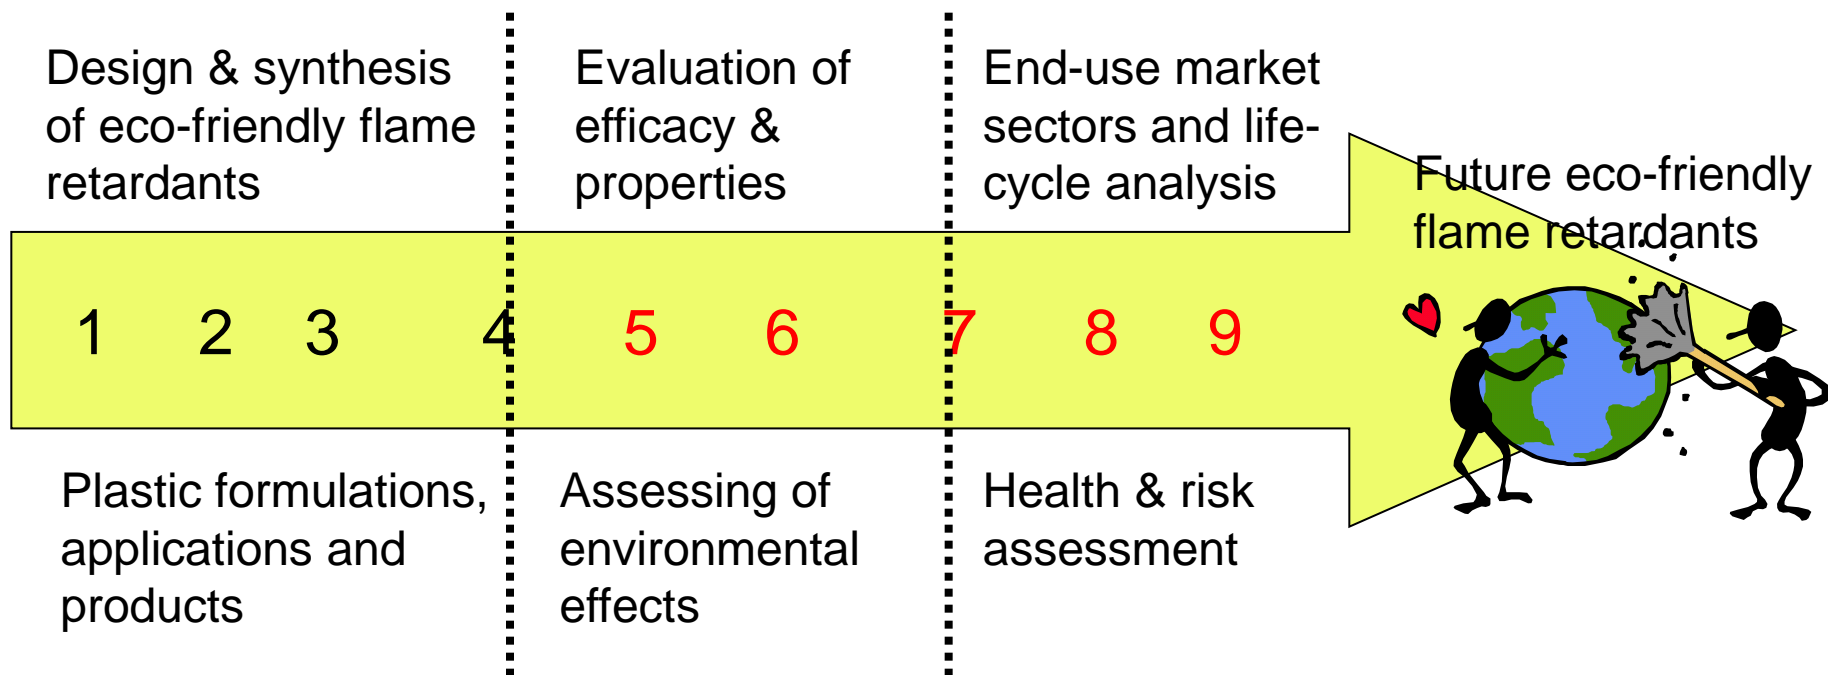 Design & synthesis
of eco-friendly flame
retardants
Evaluation of
efficacy &
properties
End-use market
sectors and life-
cycle analysis
Future eco-friendly
flame retardants
1 2 3 4 5 6 7 8 9
Plastic formulations,
applications and
products
Assessing of
environmental
effects
Health & risk
assessment